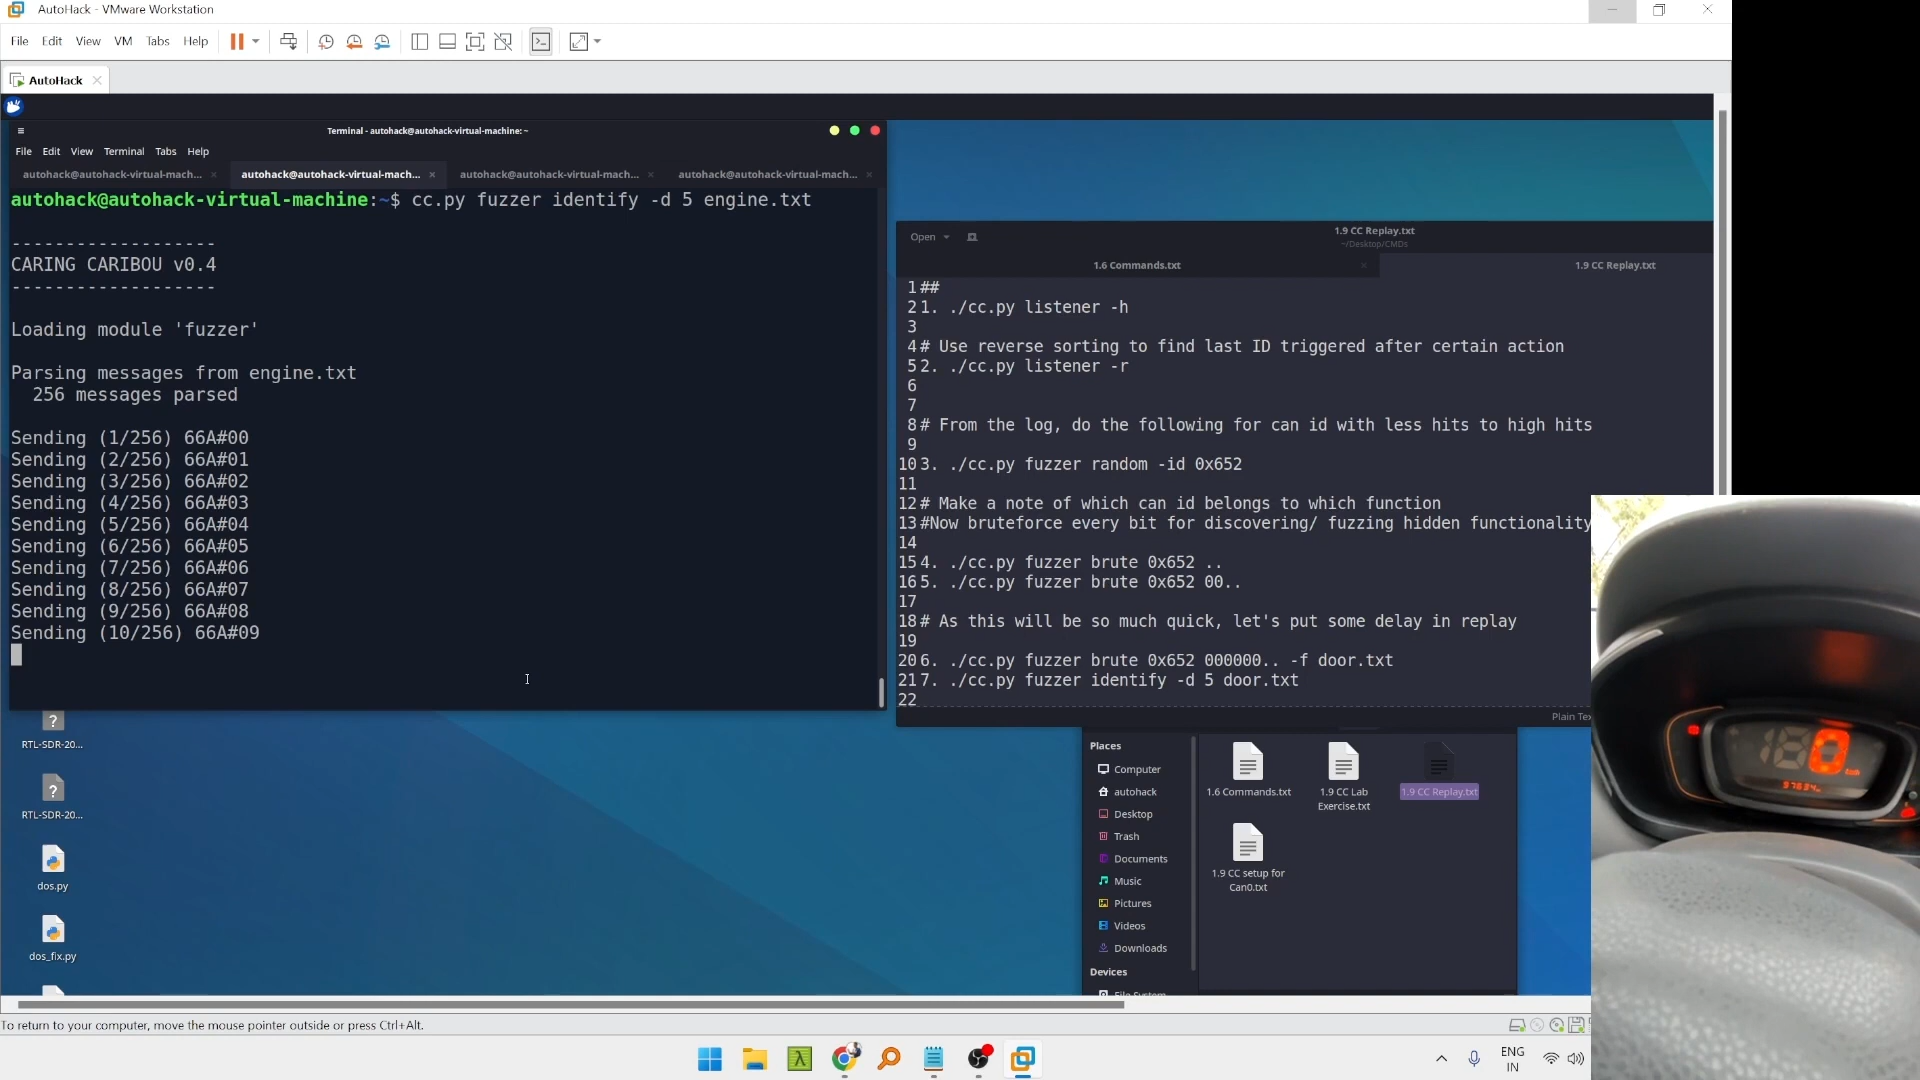 AutoHack - VMware Workstation
File Edit View VM Tabs Help
AutoHack
Terminal - autohack@autohack-virtual-machine: ~
File Edit View Terminal Tabs Help
autohack@autohack-virtual-mach... autohack@autohack-virtual-mach... autohack@autohack-virtual-mach... autohack@autohack-virtual-mach...
autohack@autohack-virtual-machine:~$ cc.py fuzzer identify -d 5 engine.txt
-------------------
CARING CARIBOU v0.4
-------------------
Loading module 'fuzzer'
Parsing messages from engine.txt
256 messages parsed
Sending (1/256) 66A#00
Sending (2/256) 66A#01
Sending (3/256) 66A#02
Sending (4/256) 66A#03
Sending (5/256) 66A#04
Sending (6/256) 66A#05
Sending (7/256) 66A#06
Sending (8/256) 66A#07
Sending (9/256) 66A#08
Sending (10/256) 66A#09
Open
1.9 CC Replay.txt
~/Desktop/CMDs
1.6 Commands.txt
1.9 CC Replay.txt
1 ##
2 1. ./cc.py listener -h
3
4 # Use reverse sorting to find last ID triggered after certain action
5 2. ./cc.py listener -r
6
7
8 # From the log, do the following for can id with less hits to high hits
9
10 3. ./cc.py fuzzer random -id 0x652
11
12 # Make a note of which can id belongs to which function
13 #Now bruteforce every bit for discovering/ fuzzing hidden functionality
14
15 4. ./cc.py fuzzer brute 0x652 ..
16 5. ./cc.py fuzzer brute 0x652 00..
17
18 # As this will be so much quick, let's put some delay in replay
19
20 6. ./cc.py fuzzer brute 0x652 000000.. -f door.txt
21 7. ./cc.py fuzzer identify -d 5 door.txt
22
Plain Tex
RTL-SDR-20...
RTL-SDR-20...
dos.py
dos_fix.py
Places
Computer
autohack
Desktop
Trash
Documents
Music
Pictures
Videos
Downloads
Devices
File System
1.6 Commands.txt
1.9 CC Lab
Exercise.txt
1.9 CC Replay.txt
1.9 CC setup for
Can0.txt
0
To return to your computer, move the mouse pointer outside or press Ctrl+Alt.
ENG
IN